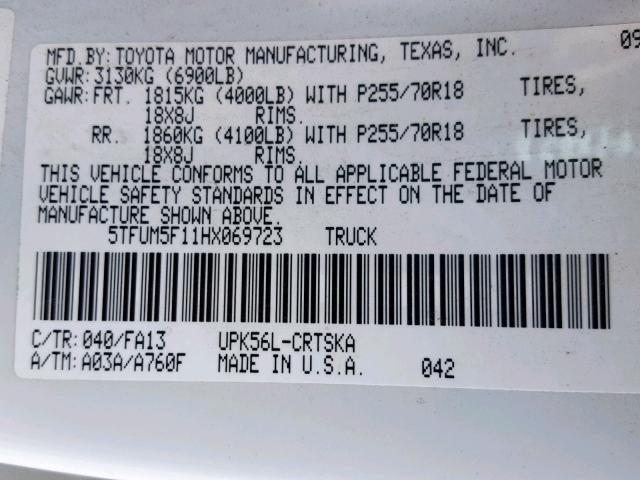 MFD.BY: TOYOTA MOTOR MANUFACTURING, TEXAS, INC. 09
GVWR: 3130KG (6900LB)
GAWR: FRT. 1815KG (4000LB) WITH P255/70R18 TIRES,
18X8J RIMS.
RR. 1860KG (4100LB) WITH P255/70R18 TIRES,
18X8J RIMS.
THIS VEHICLE CONFORMS TO ALL APPLICABLE FEDERAL MOTOR
VEHICLE SAFETY STANDARDS IN EFFECT ON THE DATE OF
MANUFACTURE SHOWN ABOVE.
5TFUM5F11HX069723 TRUCK
C/TR: 040/FA13 UPK56L-CRTSKA
A/TM: A03A/A760F MADE IN U.S.A. 042